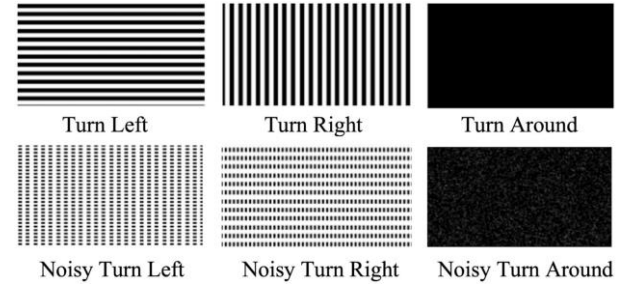 Turn Left
Turn Right
Turn Around
Noisy Turn Left
Noisy Turn Right
Noisy Turn Around